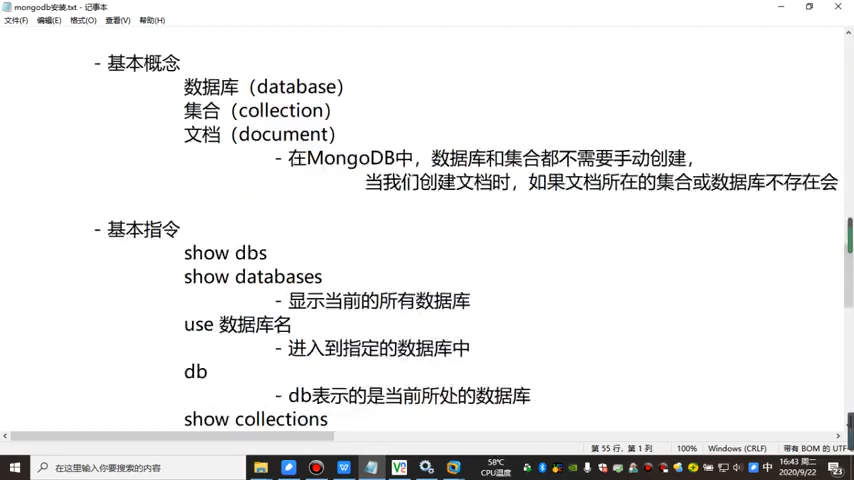 mongodb安装.txt - 记事本
文件(F) 编辑(E) 格式(O) 查看(V) 帮助(H)
- 基本概念
数据库（database）
集合（collection）
文档（document）
- 在MongoDB中，数据库和集合都不需要手动创建，
当我们创建文档时，如果文档所在的集合或数据库不存在会
- 基本指令
show dbs
show databases
- 显示当前的所有数据库
use 数据库名
- 进入到指定的数据库中
db
- db表示的是当前所处的数据库
show collections
第 55 行，第 1 列 100% Windows (CRLF) 带有 BOM 的 UTF-
在这里输入你要搜索的内容
58℃
CPU温度
中
16:43 周二
2020/9/22
23